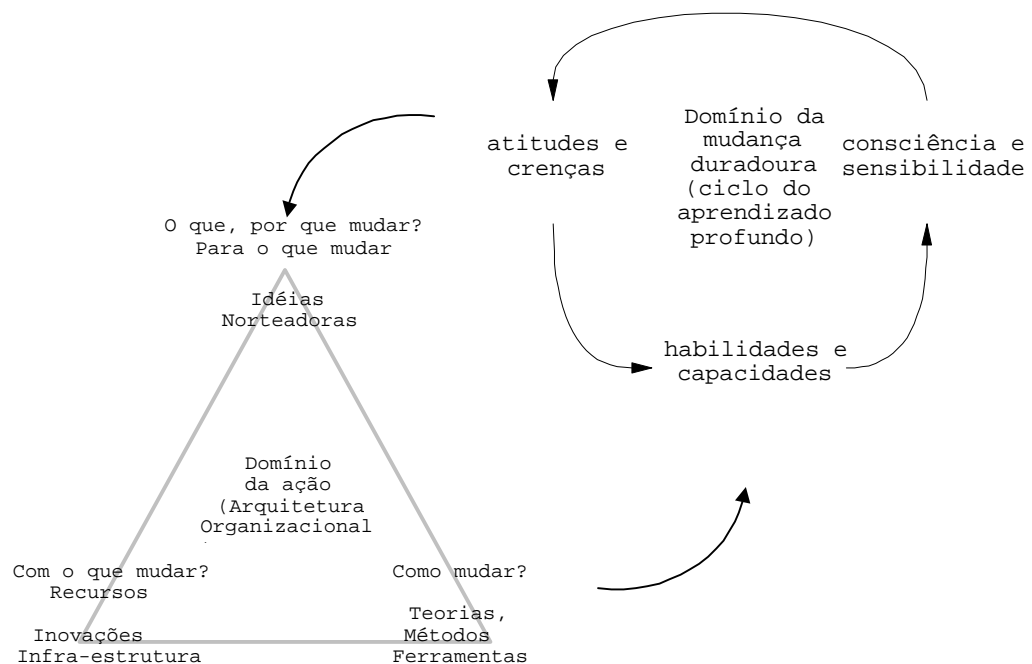 Domínio da
mudança
duradoura
(ciclo do
aprendizado
profundo)
atitudes e
crenças
consciência e
sensibilidade
habilidades e
capacidades
O que, por que mudar?
Para o que mudar
Idéias
Norteadoras
Domínio
da ação
(Arquitetura
Organizacional
Com o que mudar?
Recursos
Inovações
Infra-estrutura
Como mudar?
Teorias,
Métodos
Ferramentas